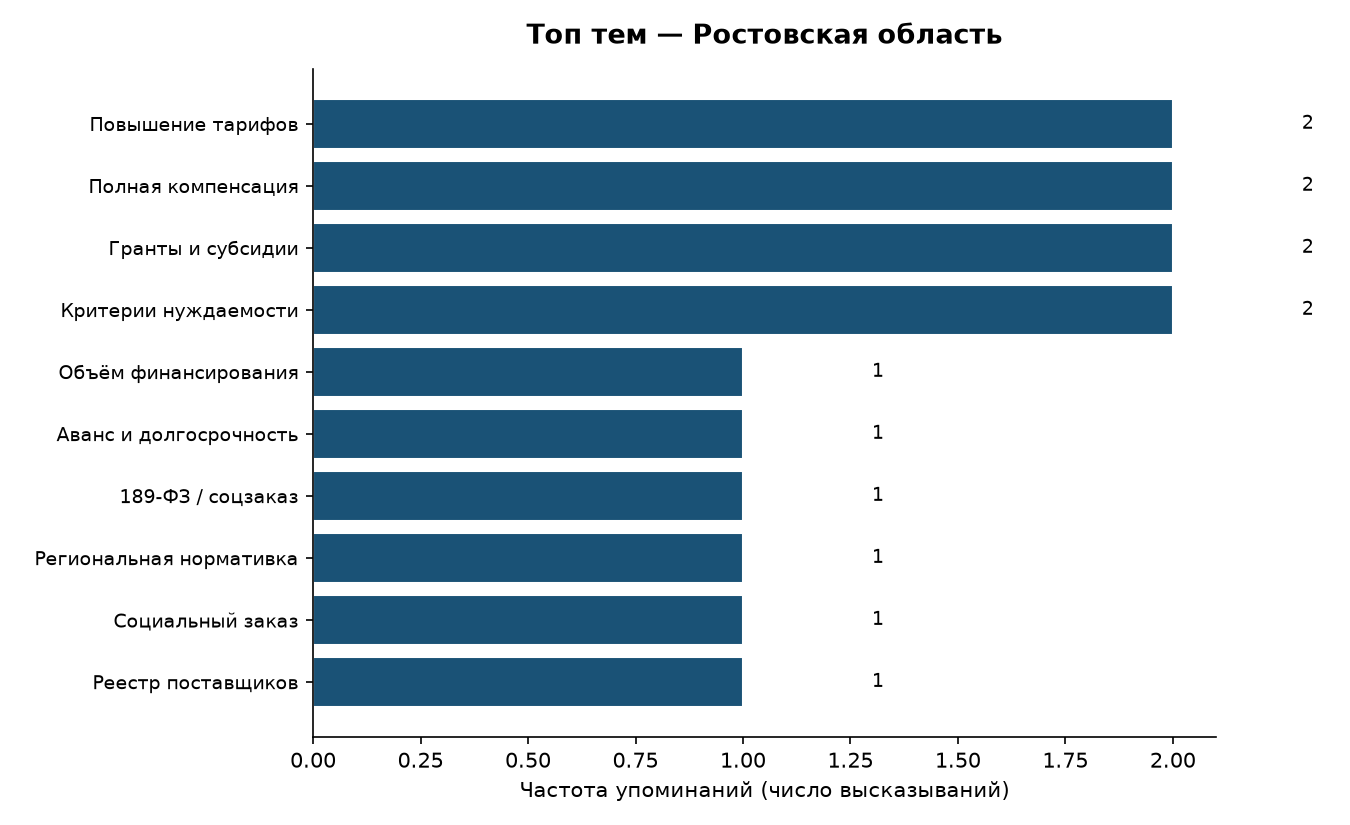 Топ тем — Ростовская область
Повышение тарифов 2
Полная компенсация 2
Гранты и субсидии 2
Критерии нуждаемости 2
Объём финансирования 1
Аванс и долгосрочность 1
189-ФЗ / соцзаказ 1
Региональная нормативка 1
Социальный заказ 1
Реестр поставщиков 1
0.00 0.25 0.50 0.75 1.00 1.25 1.50 1.75 2.00
Частота упоминаний (число высказываний)